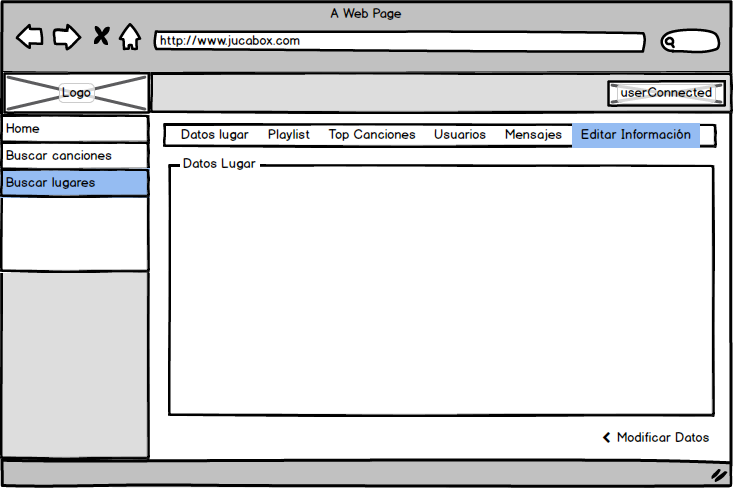 A Web Page
http://www.jucabox.com
Logo
userConnected
Home
Buscar canciones
Buscar lugares
Datos lugar Playlist Top Canciones Usuarios Mensajes Editar Información
Datos Lugar
Modificar Datos